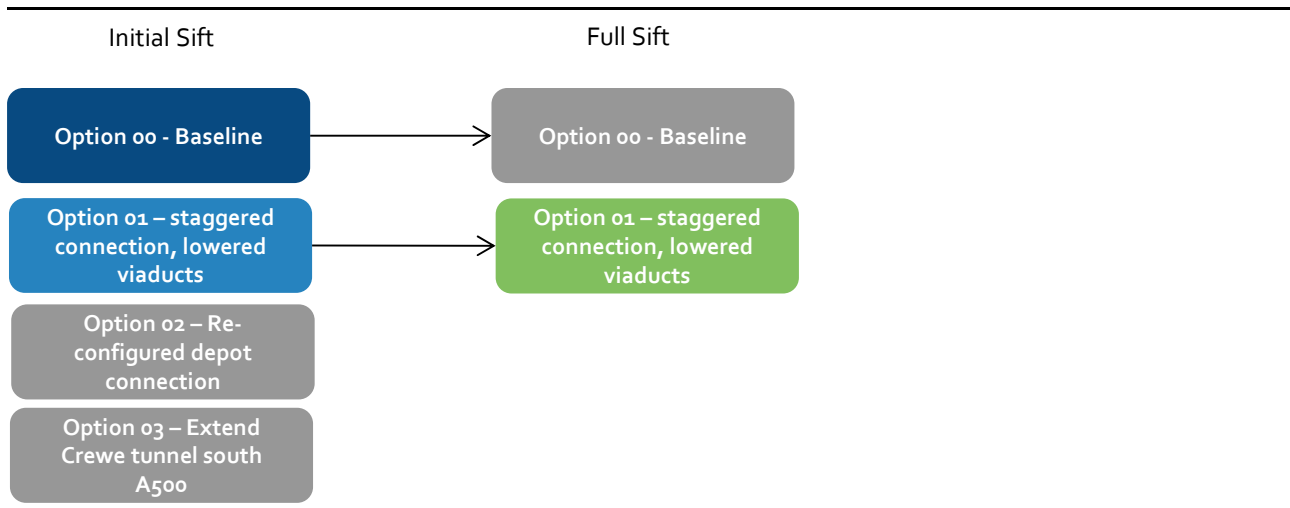 Initial Sift
Full Sift
Option 00 - Baseline
Option 00 - Baseline
Option 01 – staggered
connection, lowered
viaducts
Option 01 – staggered
connection, lowered
viaducts
Option 02 – Re-
configured depot
connection
Option 03 – Extend
Crewe tunnel south
A500